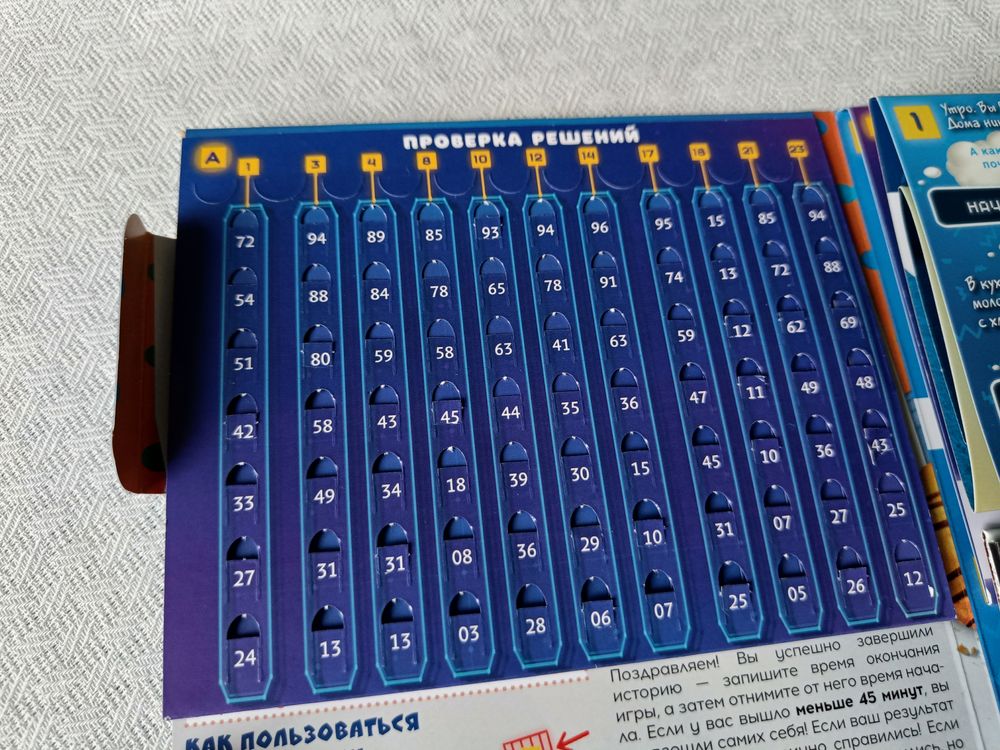 ПРОВЕРКА РЕШЕНИЙ
А 1 3 4 8 10 12 14 17 18 21 23
72 94 89 85 93 94 96 95 15 85 94
54 88 84 78 65 78 91 74 13 72 88
51 80 59 58 63 41 63 59 12 62 69
42 58 43 45 44 35 36 47 11 49 48
33 49 34 18 39 30 15 45 10 36 43
27 31 31 08 36 29 10 31 07 27 25
24 13 13 03 28 06 07 25 05 26 12
Поздравляем! Вы успешно завершили
историю — запишите время окончания
игры, а затем отнимите от него время нача-
ла. Если у вас вышло меньше 45 минут, вы
сами себя! Если ваш результат
справились! Если
но
КАК ПОЛЬЗОВАТЬСЯ
1
Утро. Вы
Дома
А
В
с